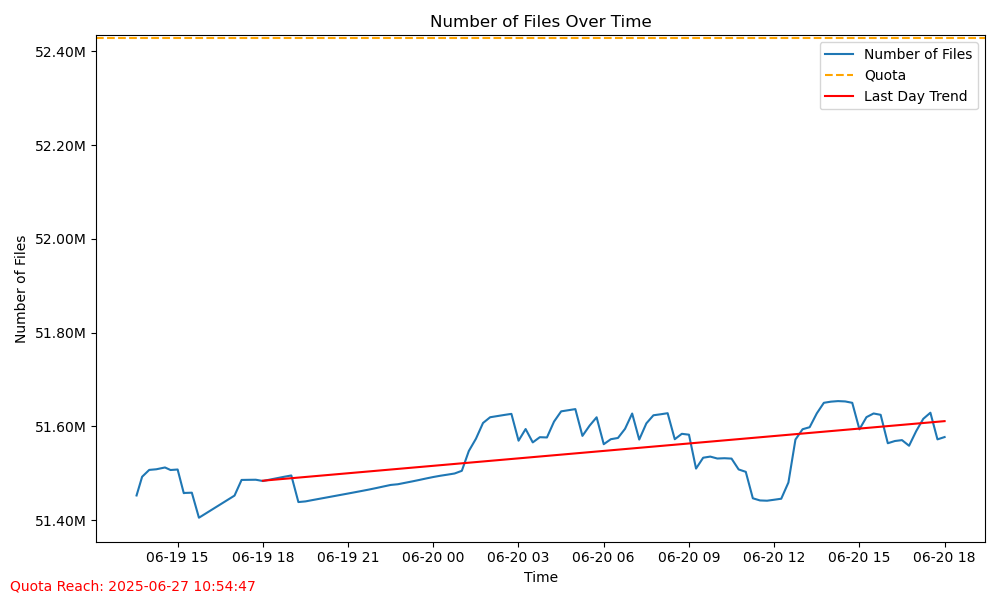 Number of Files Over Time
Number of Files
Quota
Last Day Trend
52.40M
52.20M
52.00M
51.80M
51.60M
51.40M
Number of Files
06-19 15
06-19 18
06-19 21
06-20 00
06-20 03
06-20 06
06-20 09
06-20 12
06-20 15
06-20 18
Time
Quota Reach: 2025-06-27 10:54:47